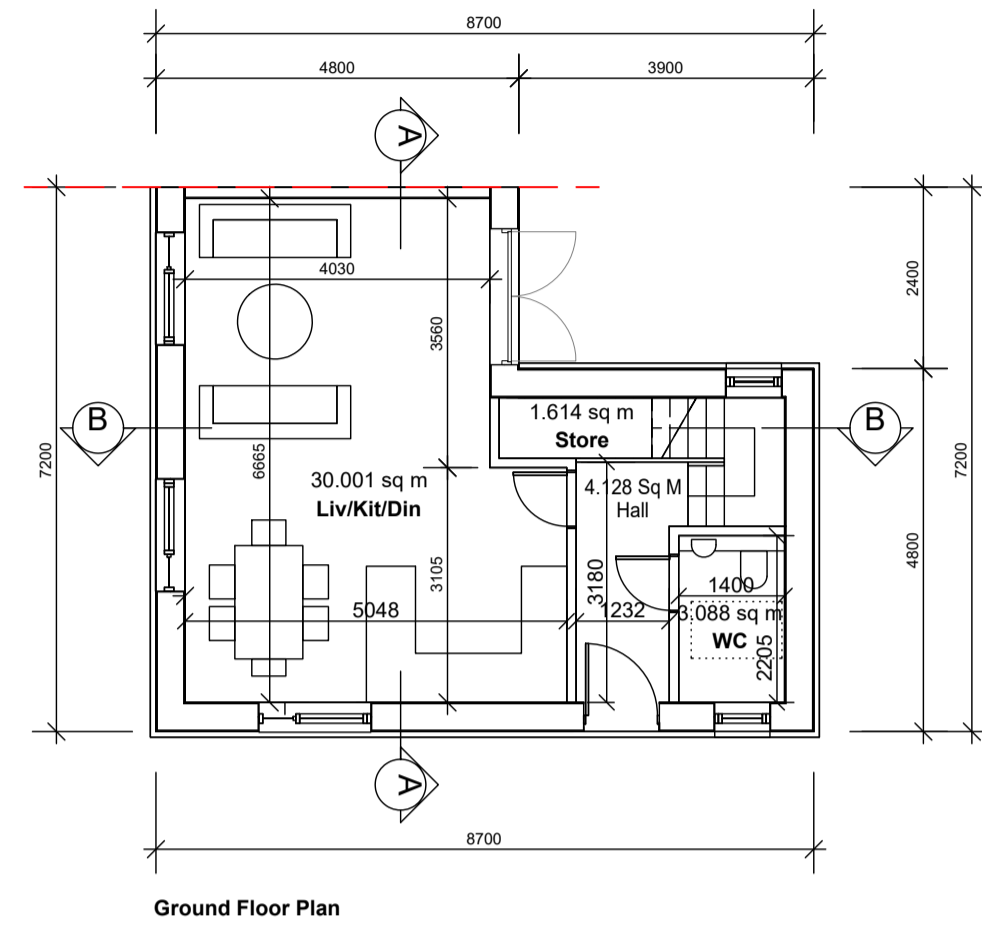 8700
4800
3900
A
4030
3560
2400
B
1.614 sq m
Store
B
7200
6665
30.001 sq m
Liv/Kit/Din
4.128 Sq M
Hall
7200
4800
3105
3180
1400
5048
1232
3.088 sq m
WC
2205
A
8700
Ground Floor Plan